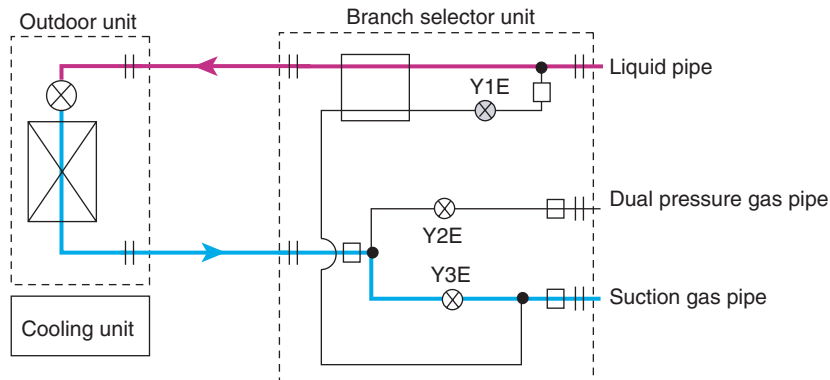 Outdoor unit
Branch selector unit
Liquid pipe
Y1E
Dual pressure gas pipe
Y2E
Y3E
Suction gas pipe
Cooling unit